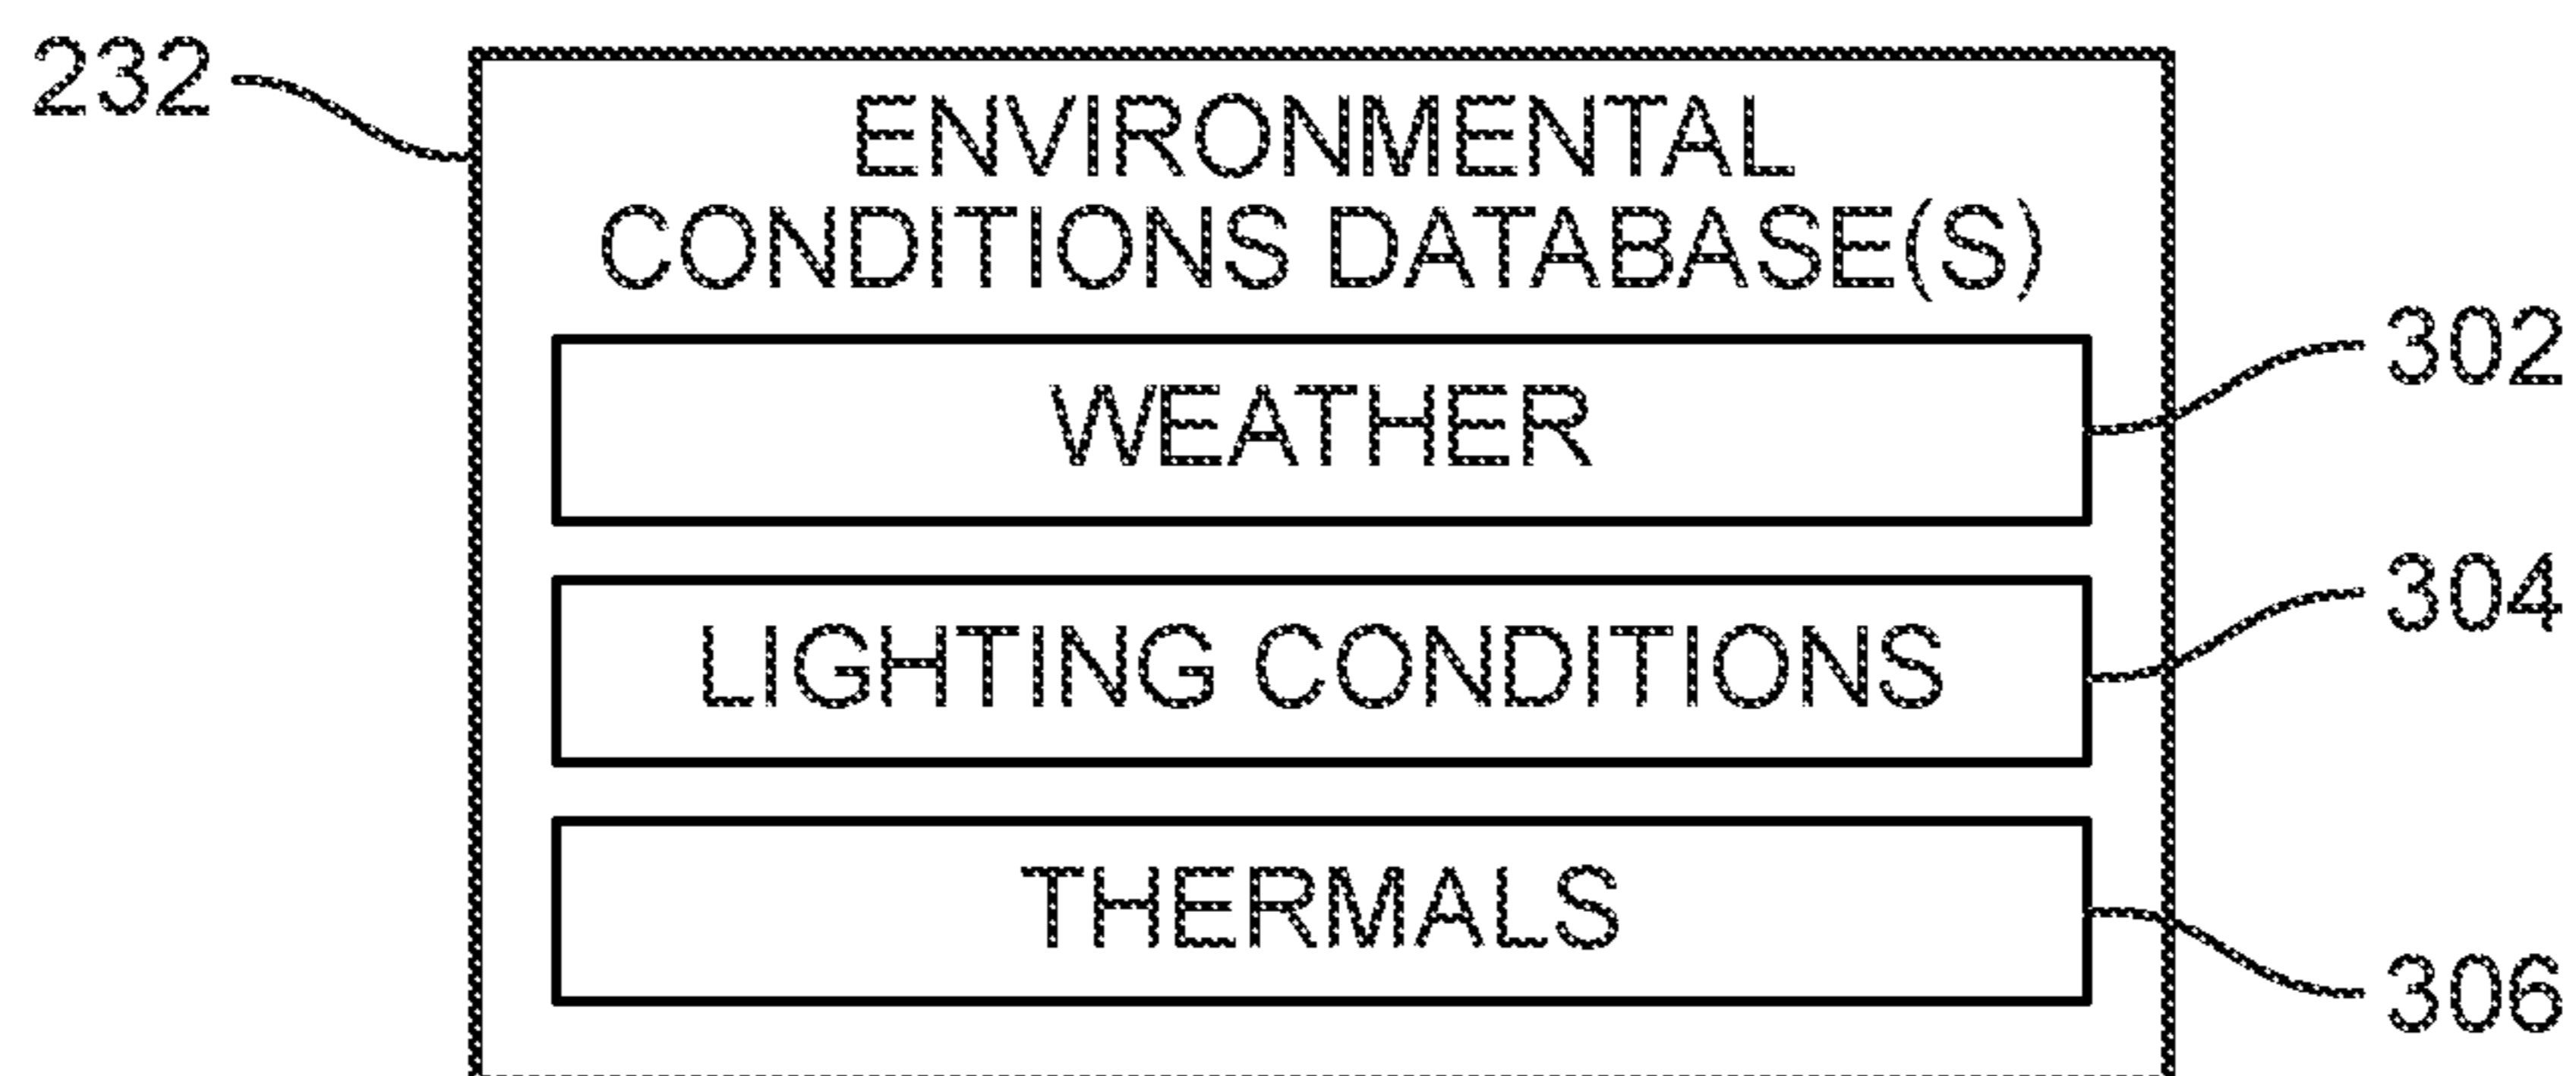 232
ENVIRONMENTAL
CONDITIONS DATABASE(S)
WEATHER
302
LIGHTING CONDITIONS
304
THERMALS
306